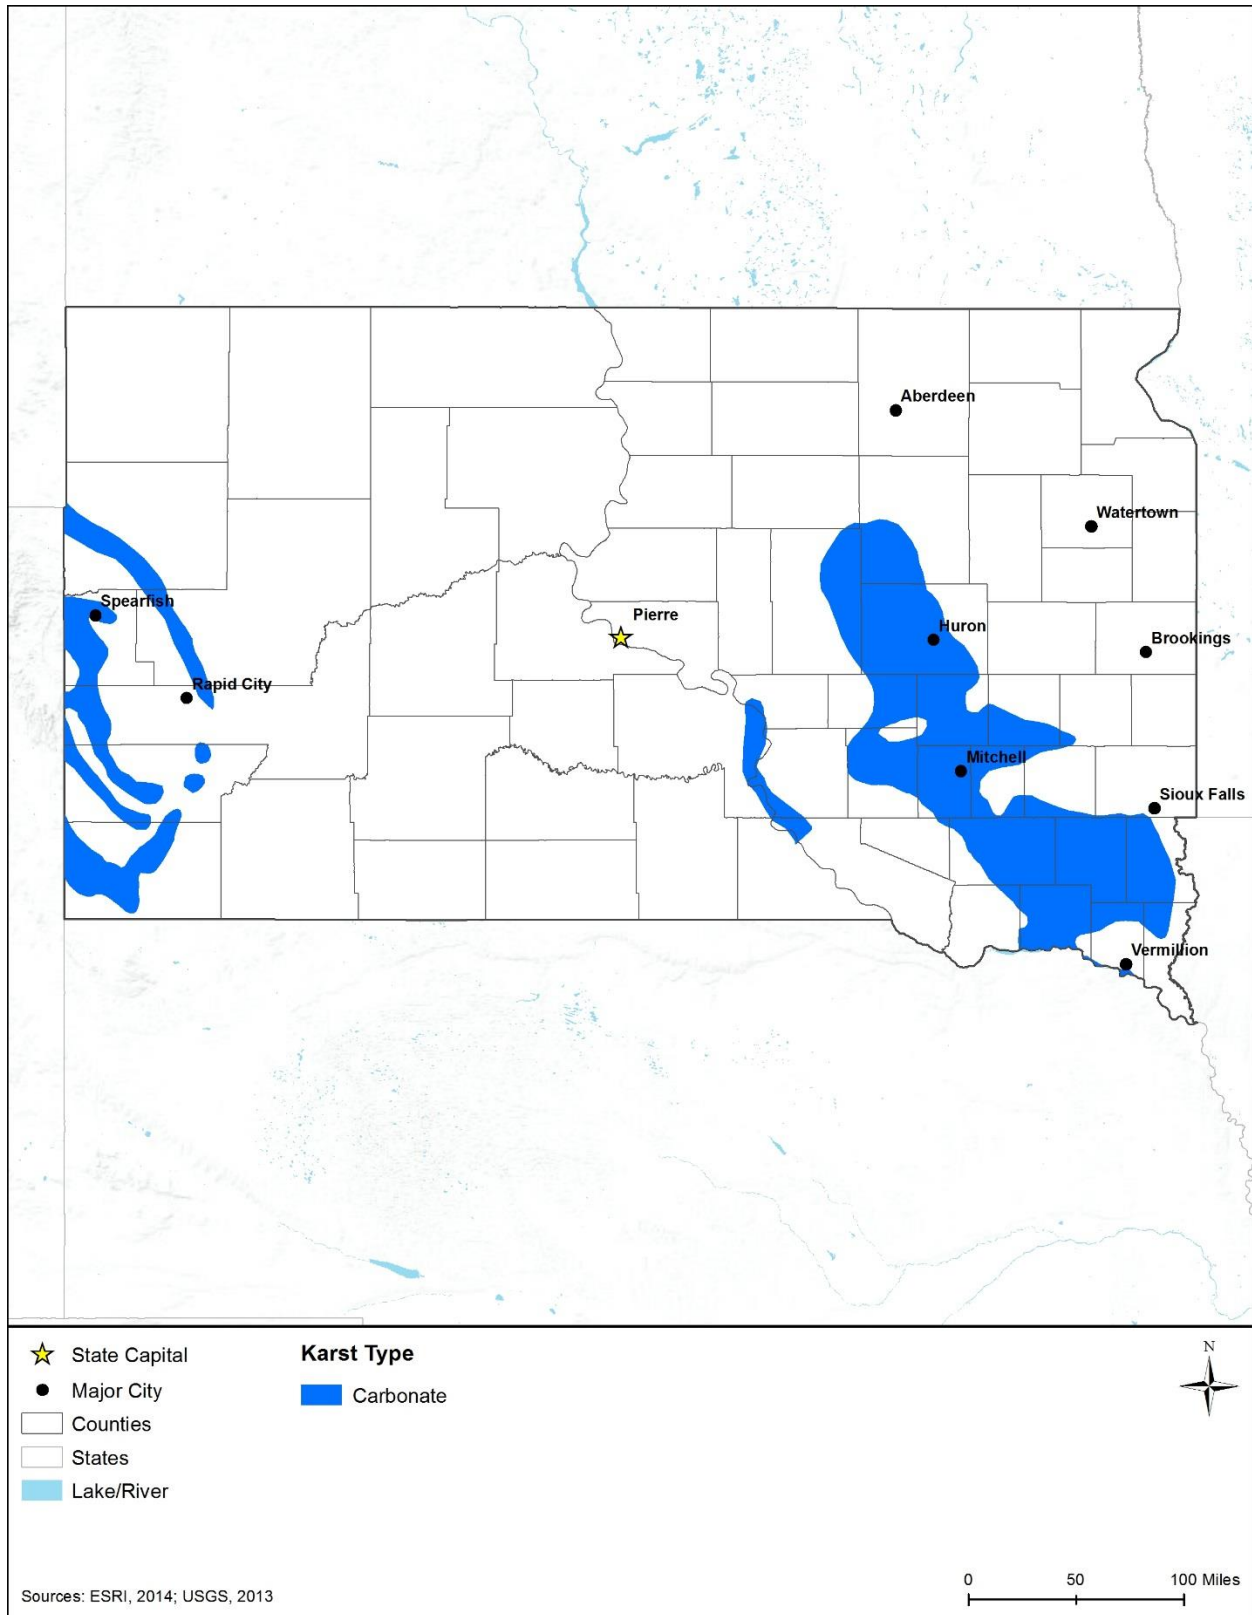 Aberdeen
Watertown
Spearfish
Pierre
Huron
Brookings
Rapid City
Mitchell
Sioux Falls
Vermillion
State Capital
Major City
Counties
States
Lake/River
Karst Type
Carbonate
N
Sources: ESRI, 2014; USGS, 2013
0 50 100 Miles